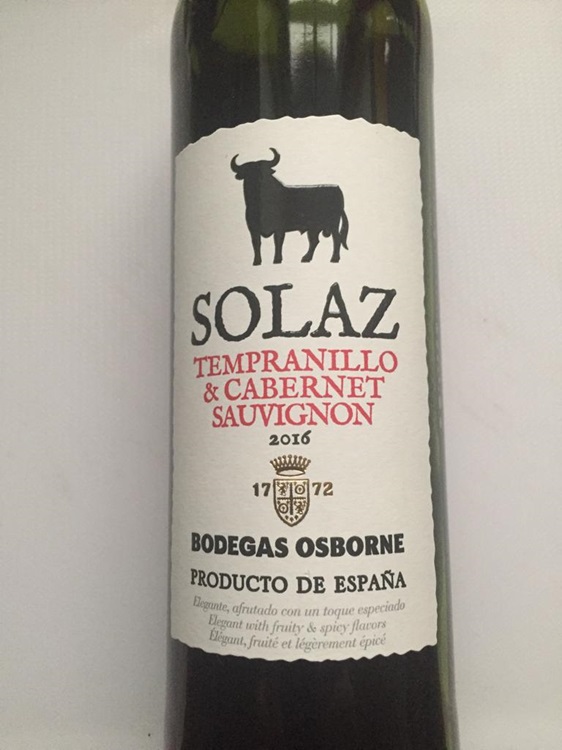 SOLAZ
TEMPRANILLO
& CABERNET
SAUVIGNON
2016
17 72
BODEGAS OSBORNE
PRODUCTO DE ESPAÑA
Elegante, afrutado con un toque especiado
Elegant with fruity & spicy flavors
Élégant, fruité et légèrement épicé